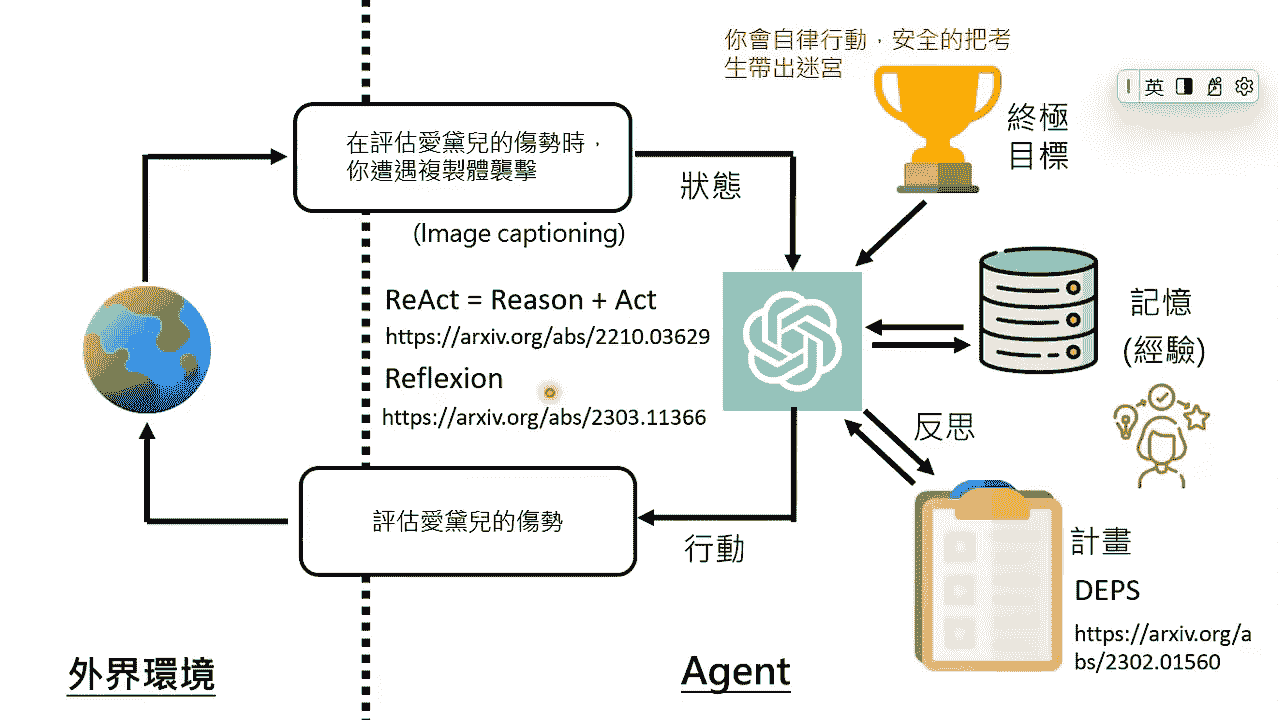 你會自律行動，安全的把考
生帶出迷宮
英
終極
目標
在評估愛黛兒的傷勢時，
你遭遇複製體襲擊
狀態
(Image captioning)
ReAct = Reason + Act
https://arxiv.org/abs/2210.03629
Reflexion
https://arxiv.org/abs/2303.11366
記憶
(經驗)
反思
評估愛黛兒的傷勢
行動
計畫
DEPS
https://arxiv.org/a
bs/2302.01560
外界環境
Agent